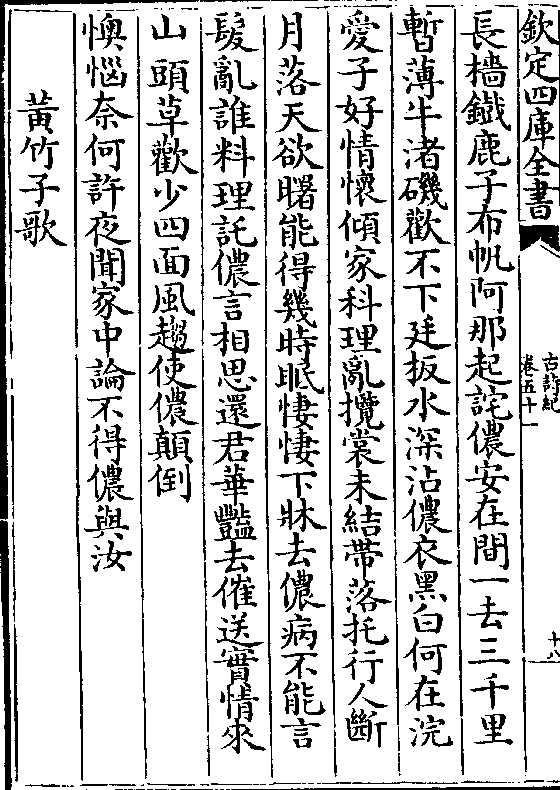 欽定四庫全書
古詩紀
卷五十一
十八
長檣鐵鹿子布帆阿那起詫儂安在間一去三千里
暫薄牛渚磯歡不下廷板水深沾儂衣黑白何在浣
愛子好情懷傾家料理亂攬裳未結帶落托行人斷
月落天欲曙能得幾時眠悽悽下牀去儂病不能言
髮亂誰料理託儂言相思還君華豔去催送實情來
山頭草歡少四面風趨使儂顛倒
懊惱奈何許夜聞家中論不得儂與汝
黃竹子歌